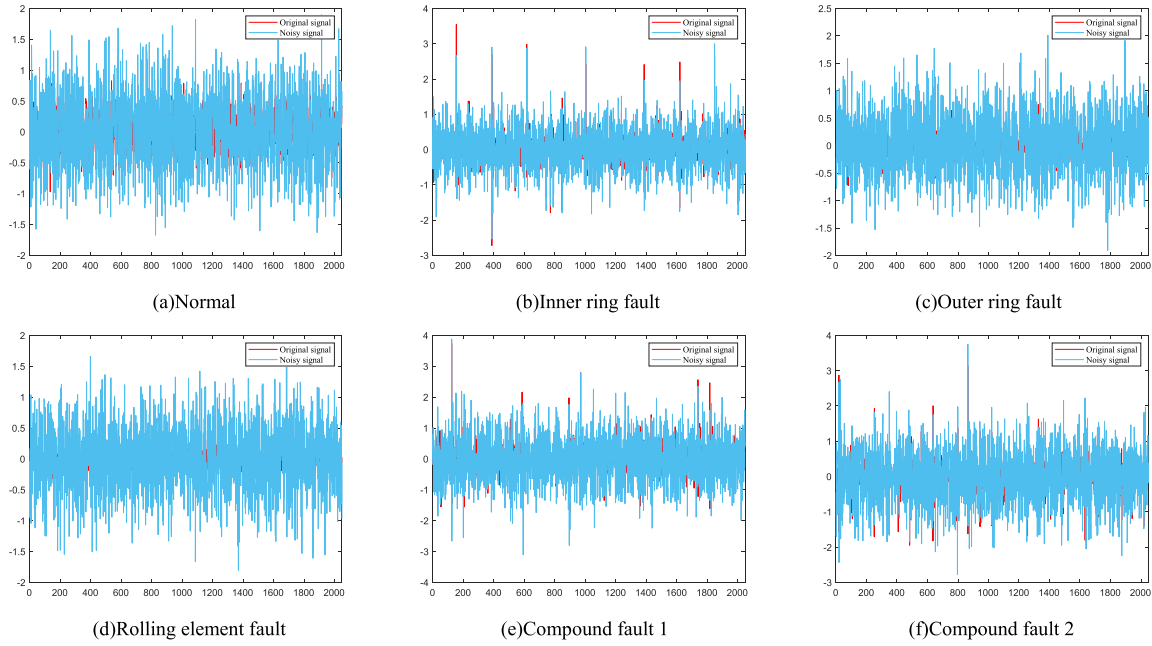 2
1.5
1
0.5
0
-0.5
-1
-1.5
-2
0 200 400 600 800 1000 1200 1400 1600 1800 2000
Original signal
Noisy signal
(a)Normal
4
3
2
1
0
-1
-2
-3
0 200 400 600 800 1000 1200 1400 1600 1800 2000
Original signal
Noisy signal
(b)Inner ring fault
2.5
2
1.5
1
0.5
0
-0.5
-1
-1.5
-2
0 200 400 600 800 1000 1200 1400 1600 1800 2000
Original signal
Noisy signal
(c)Outer ring fault
2
1.5
1
0.5
0
-0.5
-1
-1.5
-2
0 200 400 600 800 1000 1200 1400 1600 1800 2000
Original signal
Noisy signal
(d)Rolling element fault
4
3
2
1
0
-1
-2
-3
-4
0 200 400 600 800 1000 1200 1400 1600 1800 2000
Original signal
Noisy signal
(e)Compound fault 1
4
3
2
1
0
-1
-2
-3
0 200 400 600 800 1000 1200 1400 1600 1800 2000
Original signal
Noisy signal
(f)Compound fault 2